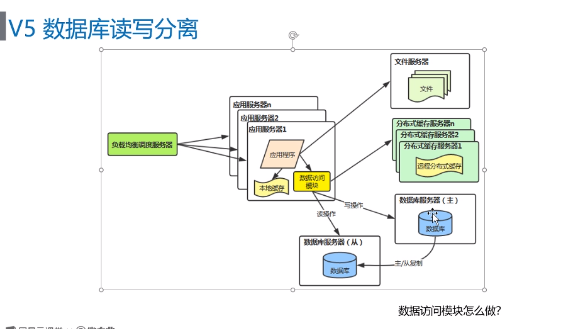 V5 数据库读写分离
文件服务器
文件
应用服务器n
应用服务器2
应用服务器1
应用程序
本地缓存
数据访问
模块
负载均衡调度服务器
分布式缓存服务器n
分布式缓存服务器2
分布式缓存服务器1
远程分布式缓存
读操作
写操作
数据库服务器（主）
数据库
数据库服务器（从）
数据库
主/从复制
数据访问模块怎么做?